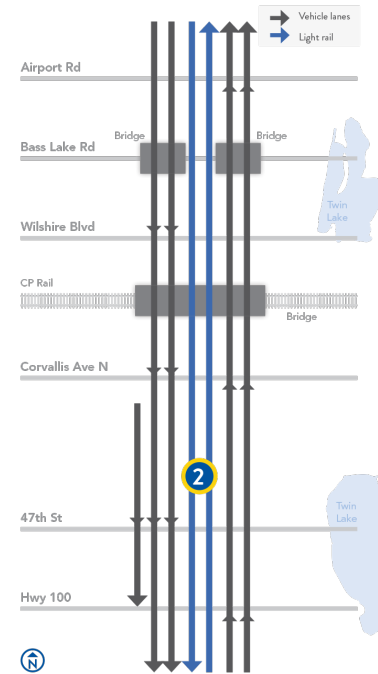 Vehicle lanes
Light rail
Airport Rd
Bridge
Bridge
Bass Lake Rd
Twin
Lake
Wilshire Blvd
CP Rail
Bridge
Corvallis Ave N
2
Twin
Lake
47th St
Hwy 100
N